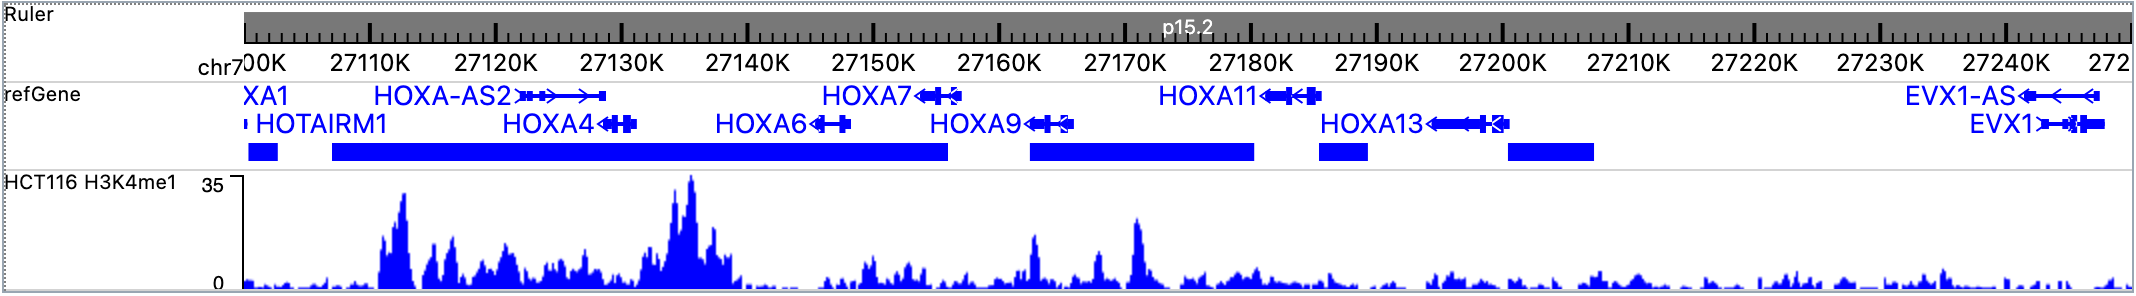 Ruler
p15.2
chr7 00K 27110K 27120K 27130K 27140K 27150K 27160K 27170K 27180K 27190K 27200K 27210K 27220K 27230K 27240K 272
refGene
XA1 HOXA-AS2 HOXA7 HOXA11 EVX1-AS
HOTAIRM1 HOXA4 HOXA6 HOXA9 HOXA13 EVX1
HCT116 H3K4me1 35
0